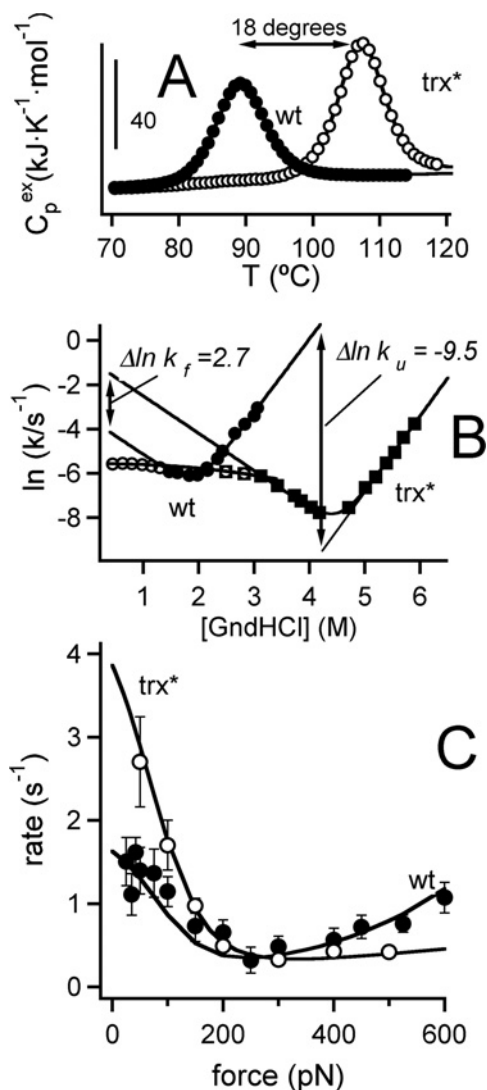 18 degrees
A
trx*
wt
40
C_p^ex (kJ·K⁻¹·mol⁻¹)
70 80 90 100 110 120
T (ºC)
0
-2
-4
-6
-8
Δln k_f =2.7
Δln k_u = -9.5
B
wt
trx*
ln (k/s⁻¹)
1 2 3 4 5 6
[GndHCl] (M)
4
3
2
1
0
trx*
C
wt
rate (s⁻¹)
0 200 400 600
force (pN)